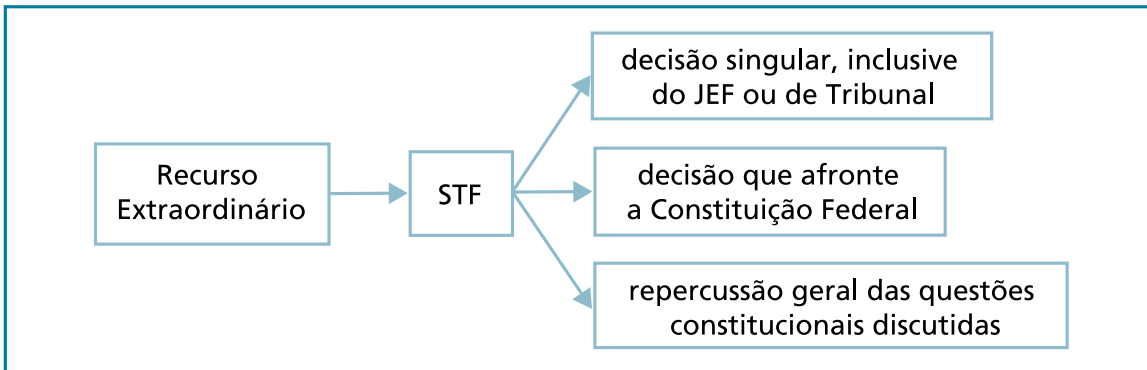 Recurso
Extraordinário
STF
decisão singular, inclusive
do JEF ou de Tribunal
decisão que afronte
a Constituição Federal
repercussão geral das questões
constitucionais discutidas